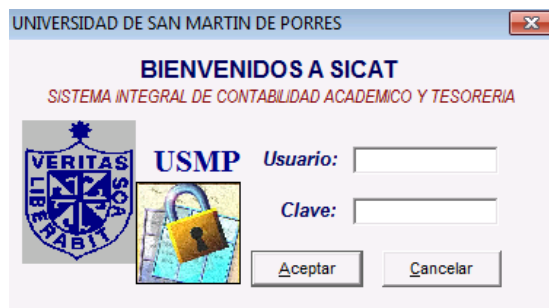 UNIVERSIDAD DE SAN MARTIN DE PORRES
BIENVENIDOS A SICAT
SISTEMA INTEGRAL DE CONTABILIDAD ACADEMICO Y TESORERIA
VERITAS
LIBERABIT
SOA
USMP
Usuario:
Clave:
Aceptar
Cancelar